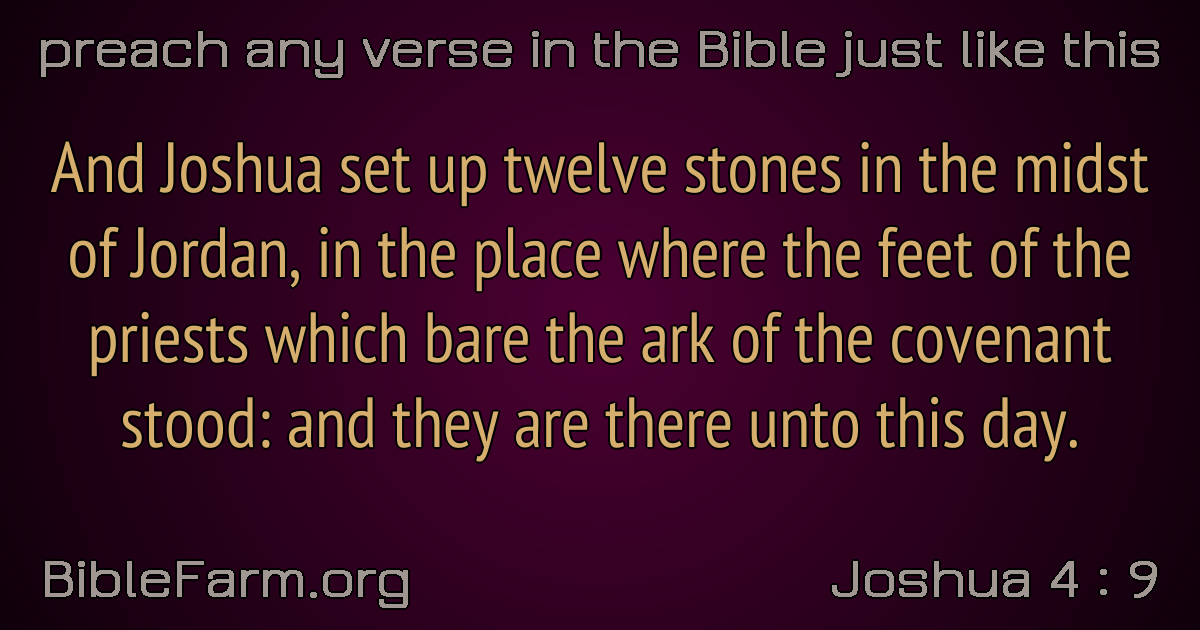 preach any verse in the Bible just like this
And Joshua set up twelve stones in the midst
of Jordan, in the place where the feet of the
priests which bare the ark of the covenant
stood: and they are there unto this day.
BibleFarm.org
Joshua 4 : 9